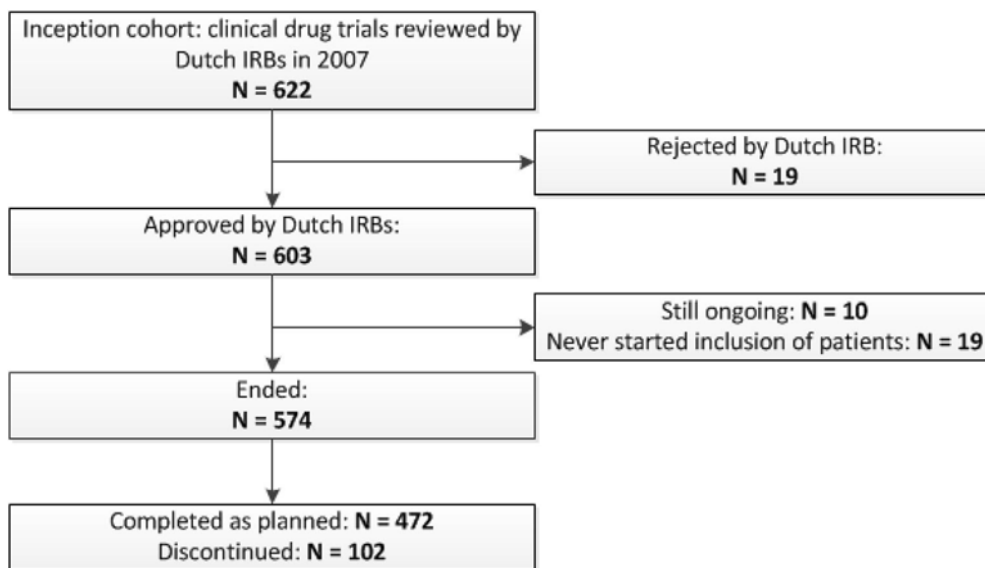 Inception cohort: clinical drug trials reviewed by
Dutch IRBs in 2007
N = 622
Rejected by Dutch IRB:
N = 19
Approved by Dutch IRBs:
N = 603
Still ongoing: N = 10
Never started inclusion of patients: N = 19
Ended:
N = 574
Completed as planned: N = 472
Discontinued: N = 102